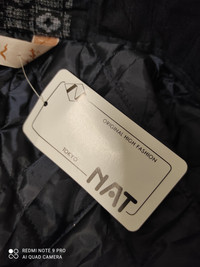 ORIGINAL HIGH FASHION
TOKYO
NAT
REDMI NOTE 9 PRO
AI QUAD CAMERA